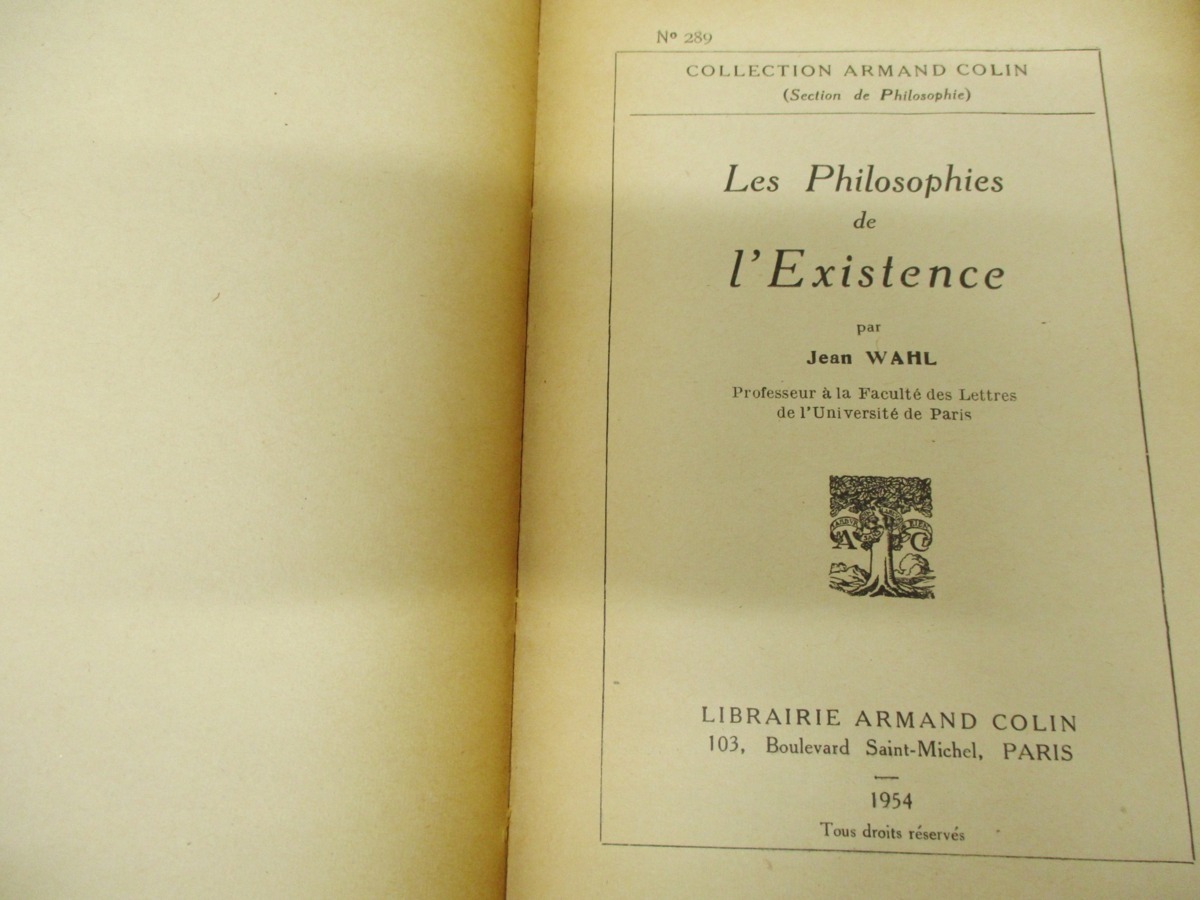 Nº 289
COLLECTION ARMAND COLIN
(Section de Philosophie)
Les Philosophies
de
l'Existence
par
Jean WAHL
Professeur à la Faculté des Lettres
de l'Université de Paris
A C
LIBRAIRIE ARMAND COLIN
103, Boulevard Saint-Michel, PARIS
1954
Tous droits réservés